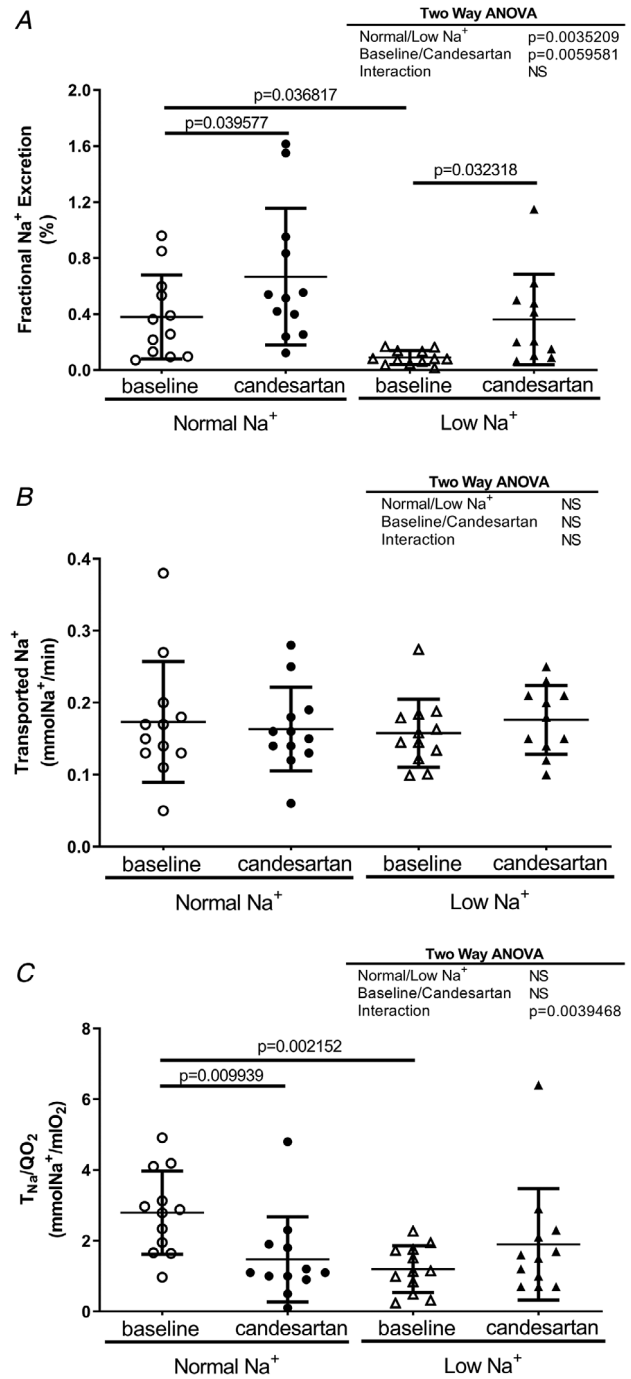 A
Two Way ANOVA
Normal/Low Na+ p=0.0035209
Baseline/Candesartan p=0.0059581
Interaction NS
Fractional Na+ Excretion
(%)
2.0
1.6
1.2
0.8
0.4
0.0
p=0.036817
p=0.039577
p=0.032318
baseline candesartan baseline candesartan
Normal Na+ Low Na+
B
Two Way ANOVA
Normal/Low Na+ NS
Baseline/Candesartan NS
Interaction NS
Transported Na+
(mmolNa+/min)
0.4
0.3
0.2
0.1
0.0
baseline candesartan baseline candesartan
Normal Na+ Low Na+
C
Two Way ANOVA
Normal/Low Na+ NS
Baseline/Candesartan NS
Interaction p=0.0039468
TNa/QO2
(mmolNa+/mlO2)
8
6
4
2
0
p=0.002152
p=0.009939
baseline candesartan baseline candesartan
Normal Na+ Low Na+